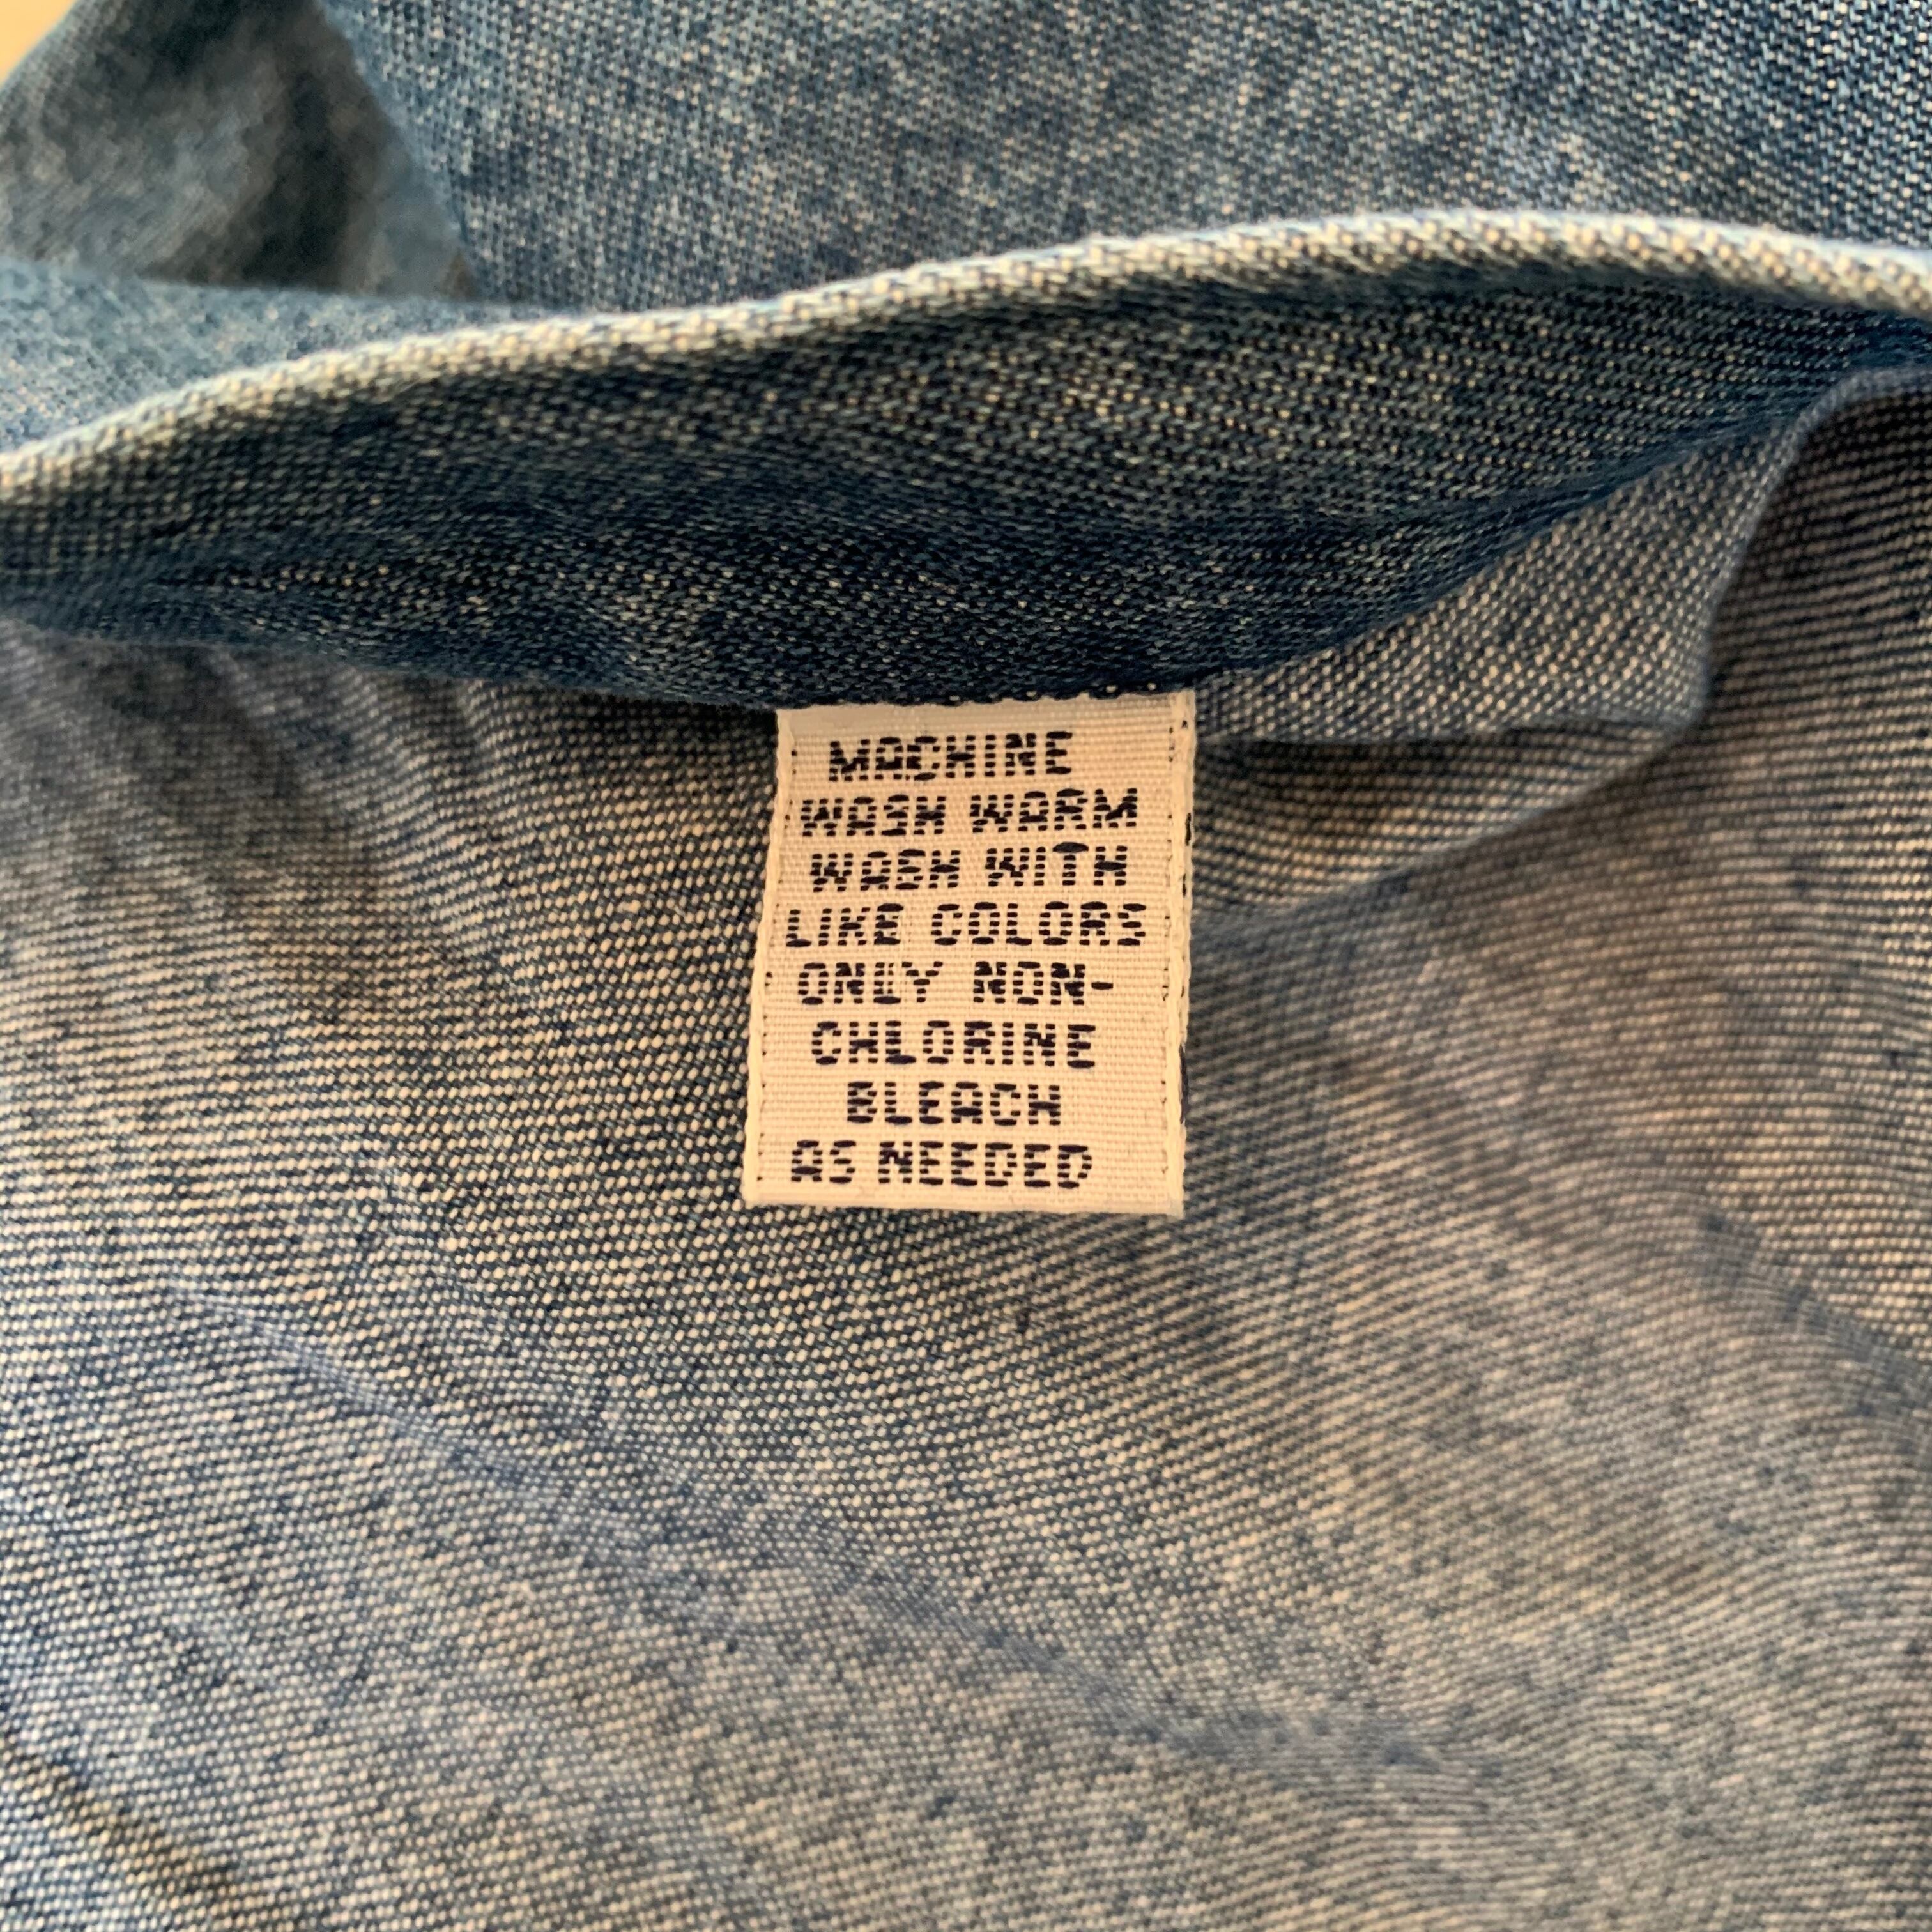 MACHINE
WASH WARM
WASH WITH
LIKE COLORS
ONLY NON-
CHLORINE
BLEACH
AS NEEDED